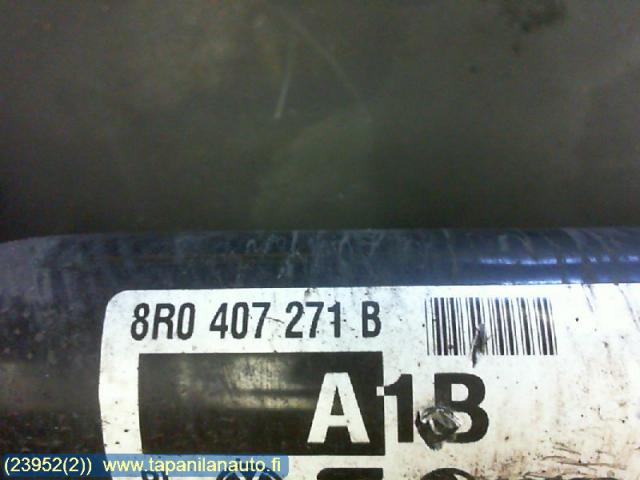 8R0 407 271 B
A1B
(23952(2)) www.tapanilanauto.fi